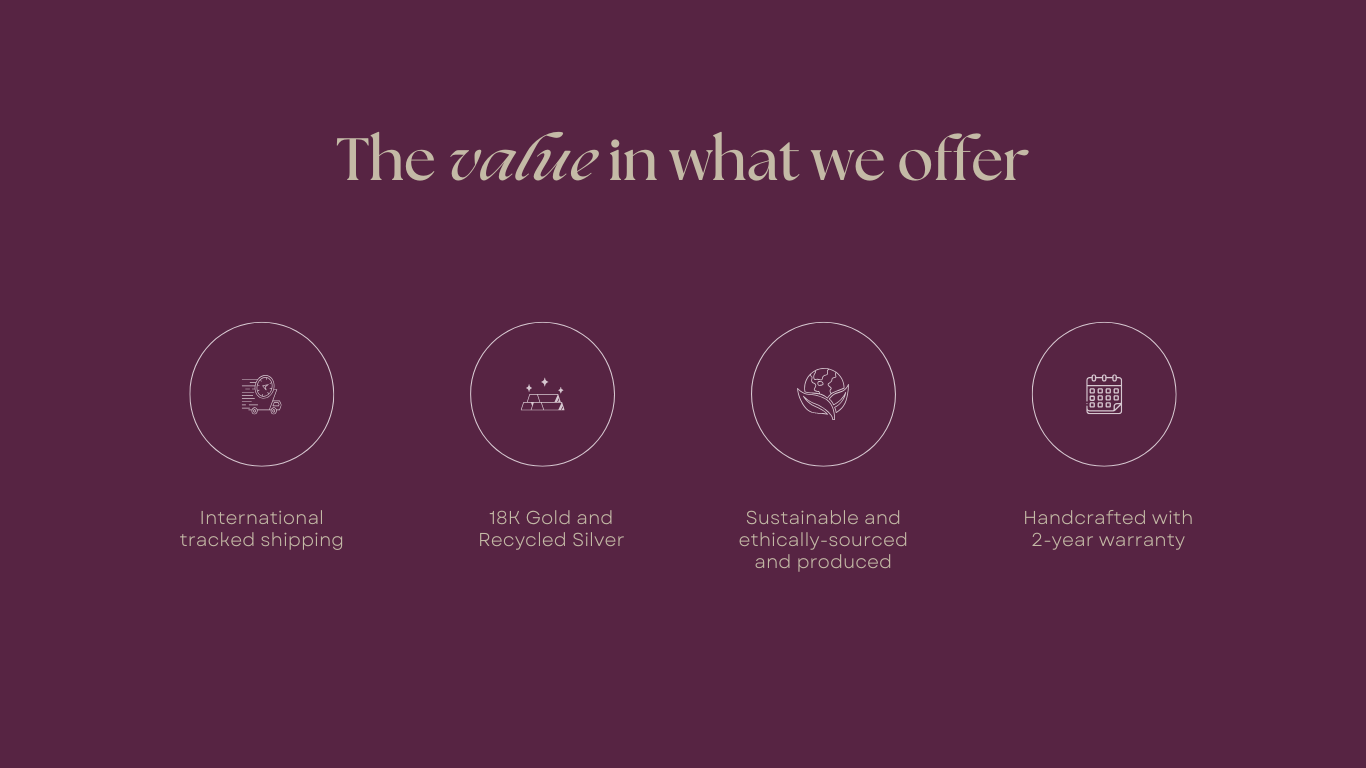 The value in what we offer
International
tracked shipping
18K Gold and
Recycled Silver
Sustainable and
ethically-sourced
and produced
Handcrafted with
2-year warranty